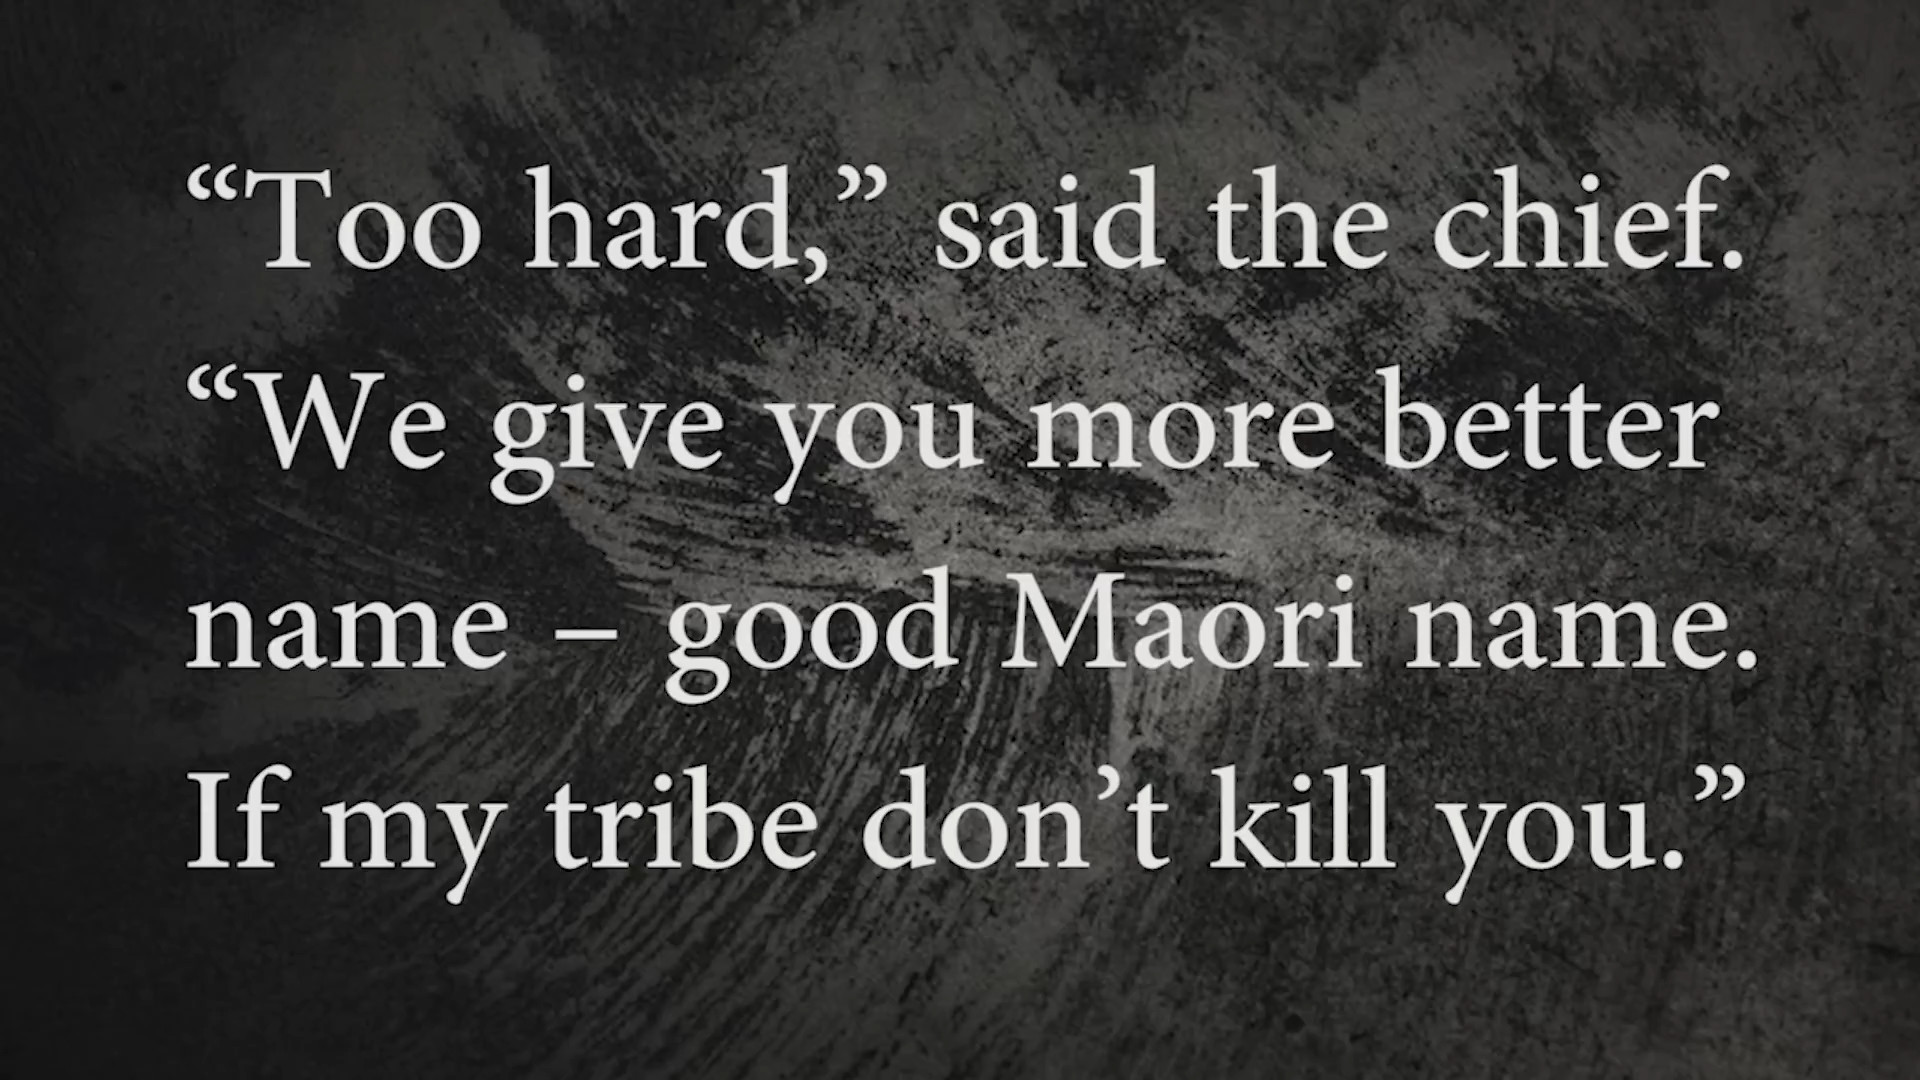 “Too hard,” said the chief.
“We give you more better
name – good Maori name.
If my tribe don’t kill you.”